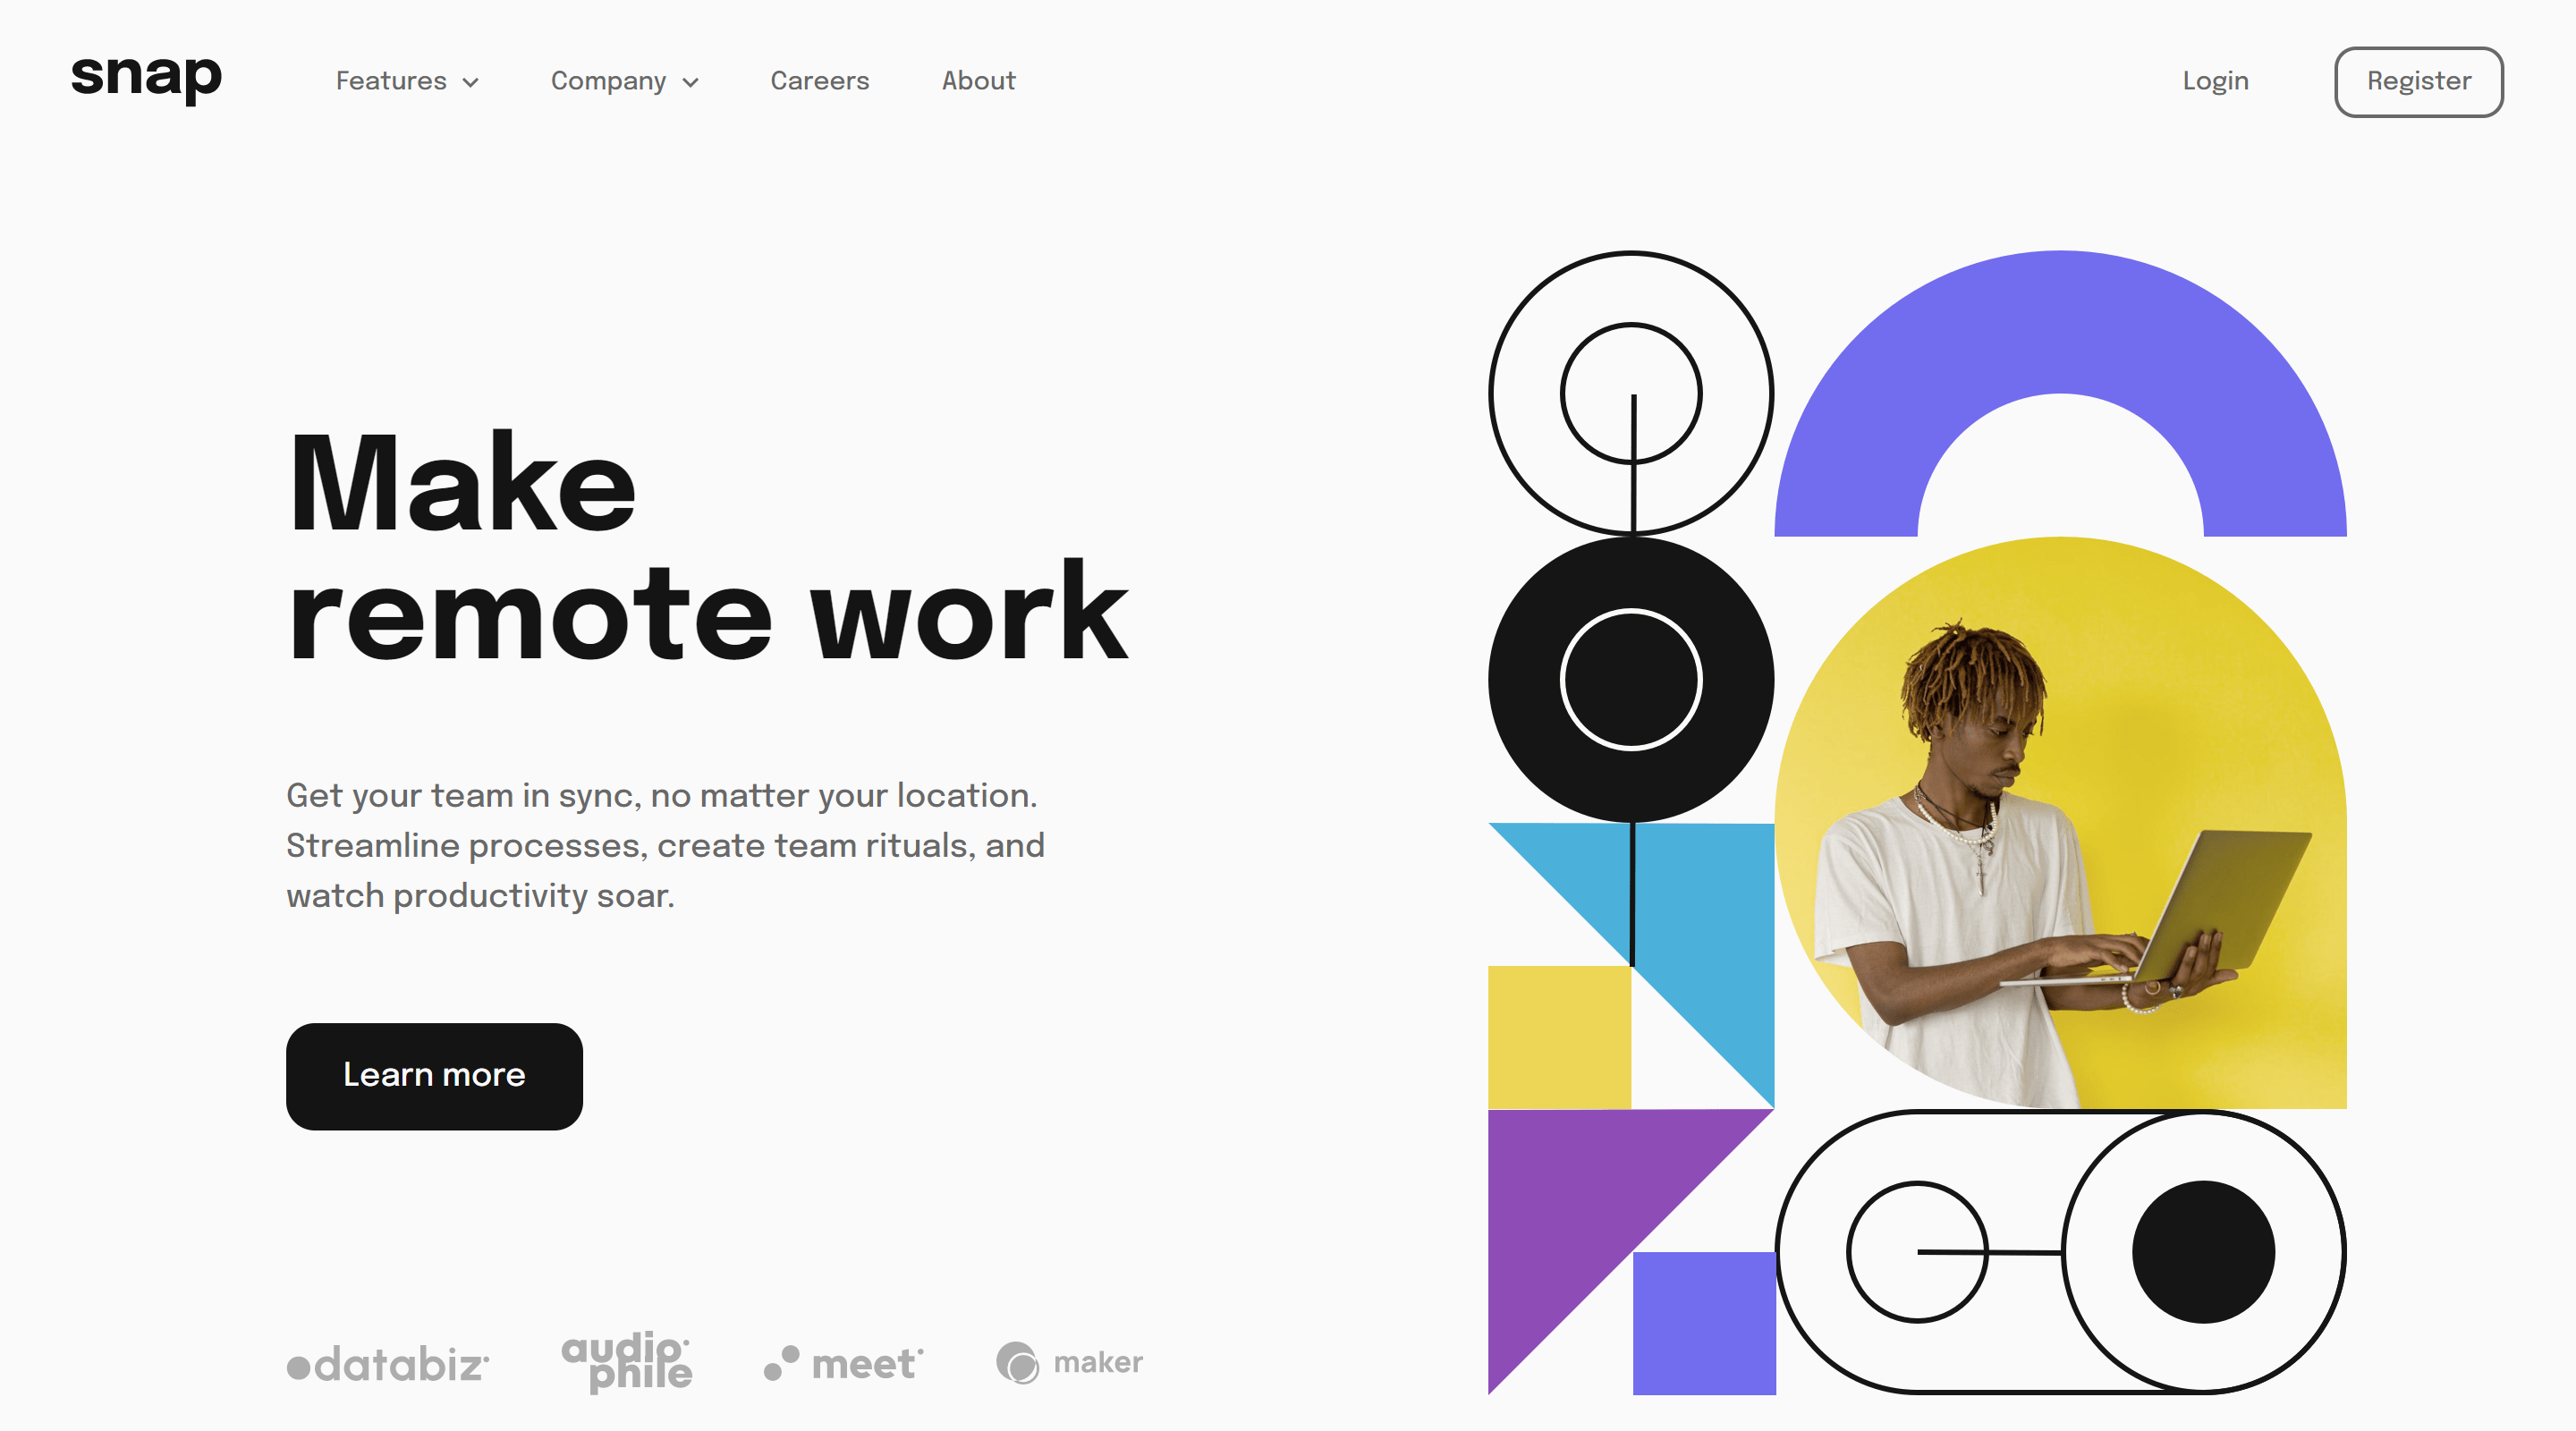 snap
Features
Company
Careers
About
Login
Register
Make
remote work
Get your team in sync, no matter your location.
Streamline processes, create team rituals, and
watch productivity soar.
Learn more
databiz
audio
phile
meet
maker